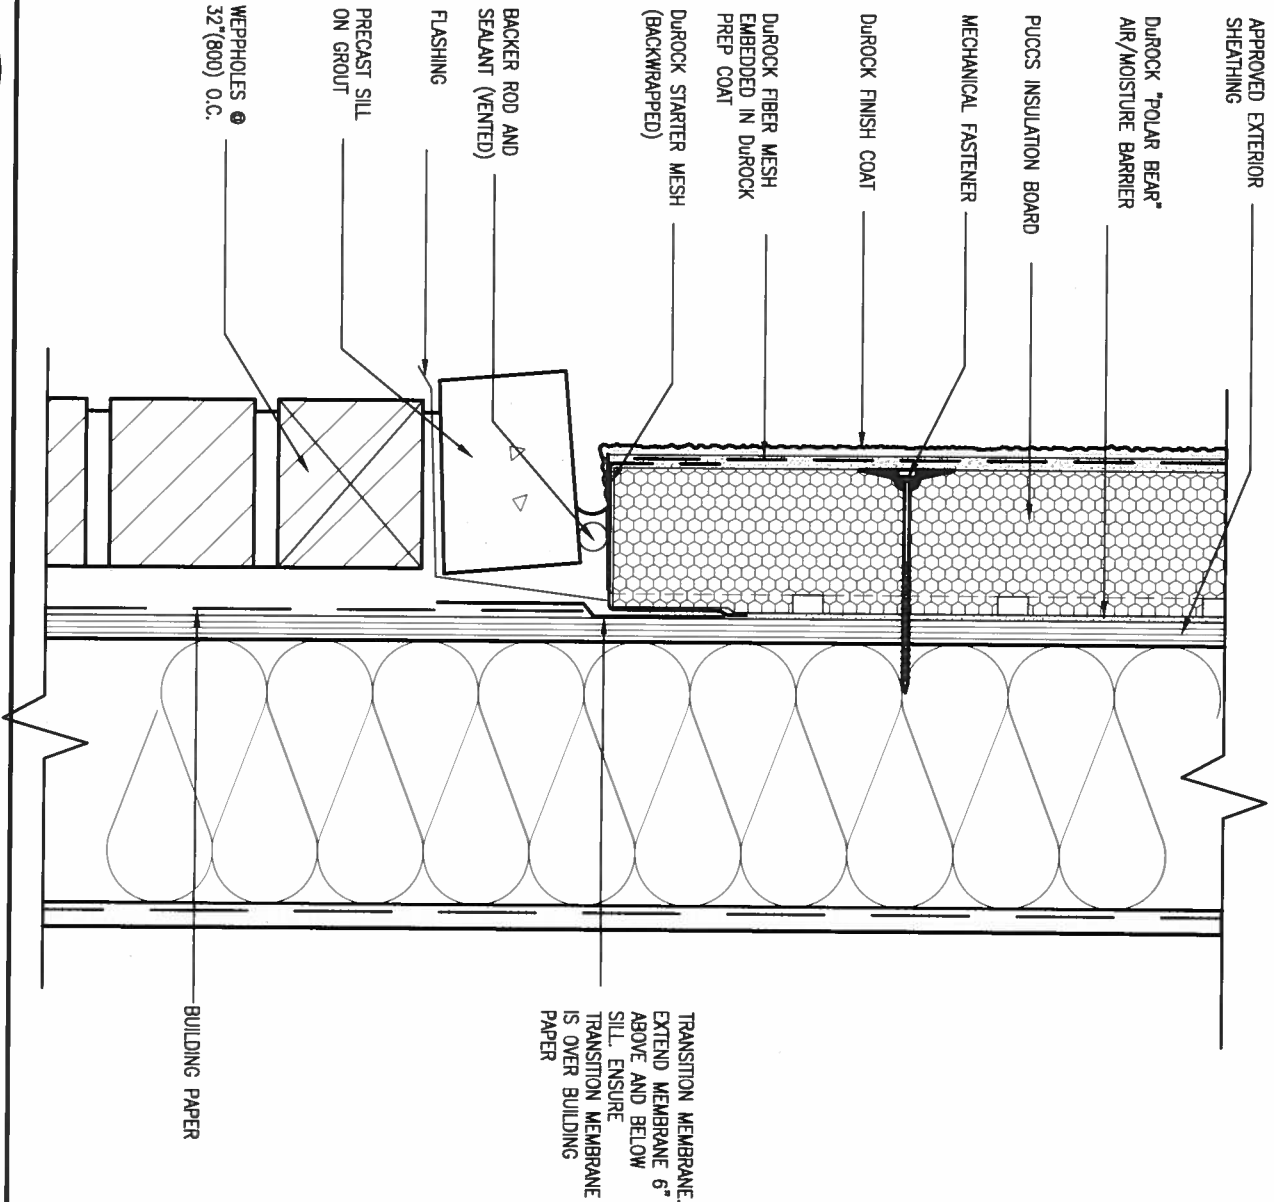 APPROVED EXTERIOR
SHEATHING
DuROCK "POLAR BEAR"
AIR/MOISTURE BARRIER
PUCCS INSULATION BOARD
MECHANICAL FASTENER
DuROCK FINISH COAT
DuROCK FIBER MESH
EMBEDDED IN DuROCK
PREP COAT
DuROCK STARTER MESH
(BACKWRAPPED)
BACKER ROD AND
SEALANT (VENTED)
FLASHING
PRECAST SILL
ON GROUT
WEPPHOLES @
32"(800) O.C.
TRANSITION MEMBRANE.
EXTEND MEMBRANE 6"
ABOVE AND BELOW
SILL. ENSURE
TRANSITION MEMBRANE
IS OVER BUILDING
PAPER
BUILDING PAPER